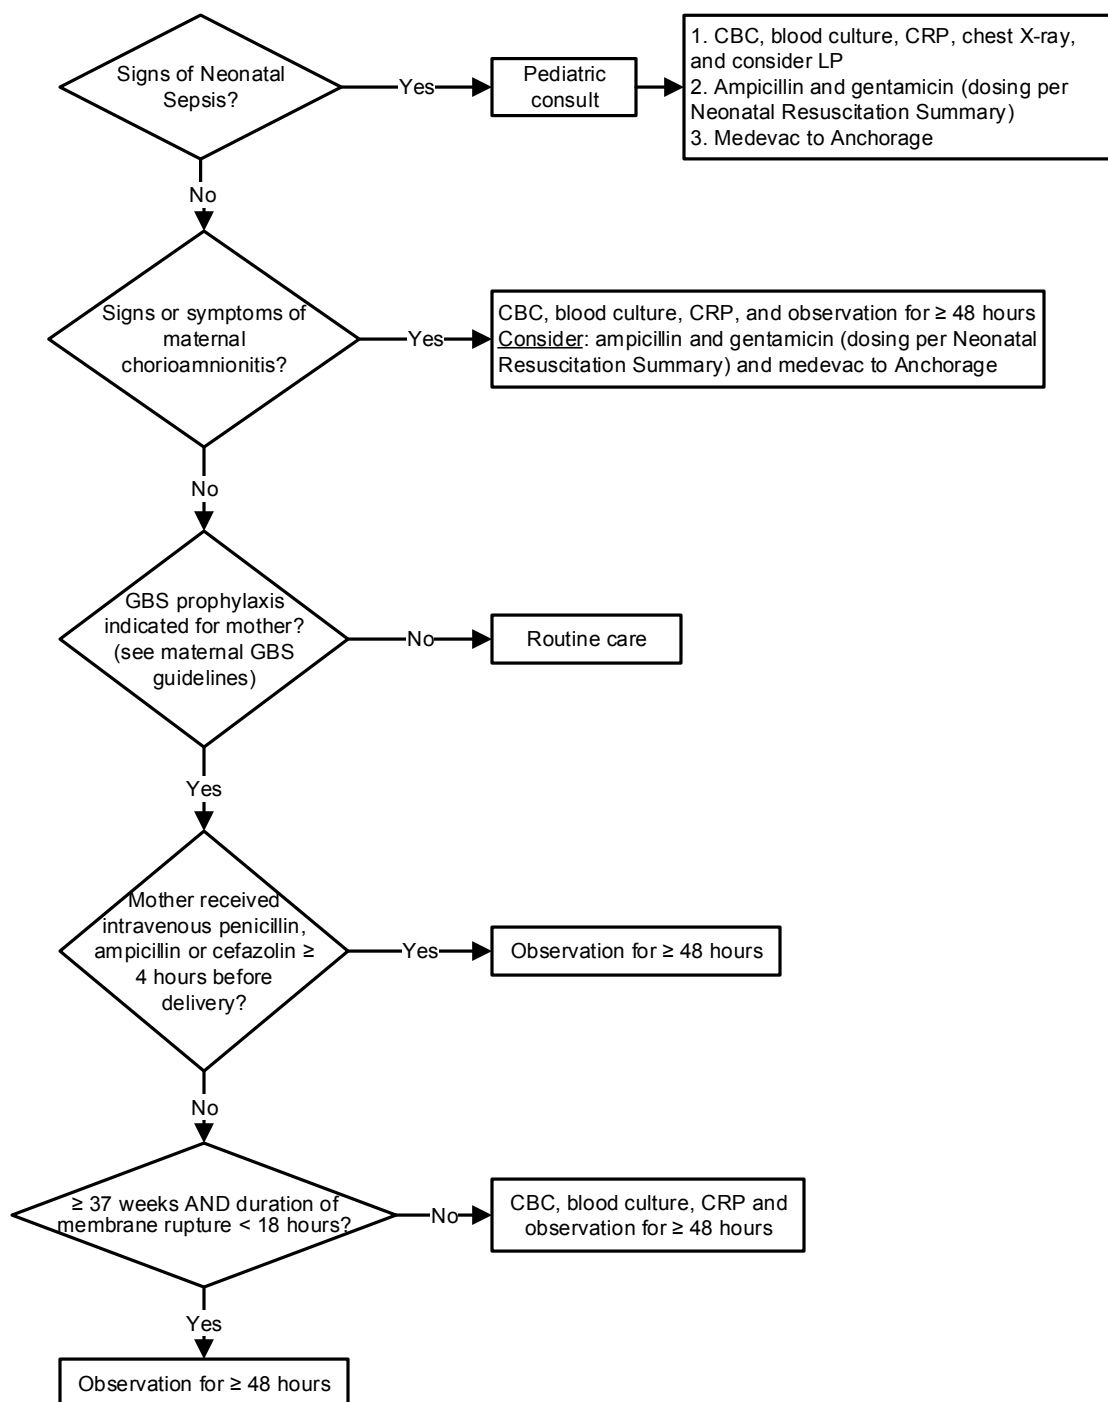 Signs of Neonatal
Sepsis?
Yes
Pediatric
consult
1. CBC, blood culture, CRP, chest X-ray,
and consider LP
2. Ampicillin and gentamicin (dosing per
Neonatal Resuscitation Summary)
3. Medevac to Anchorage
No
Signs or symptoms of
maternal
chorioamnionitis?
Yes
CBC, blood culture, CRP, and observation for ≥ 48 hours
Consider: ampicillin and gentamicin (dosing per Neonatal
Resuscitation Summary) and medevac to Anchorage
No
GBS prophylaxis
indicated for mother?
(see maternal GBS
guidelines)
No
Routine care
Yes
Mother received
intravenous penicillin,
ampicillin or cefazolin ≥
4 hours before
delivery?
Yes
Observation for ≥ 48 hours
No
≥ 37 weeks AND duration of
membrane rupture < 18 hours?
No
CBC, blood culture, CRP and
observation for ≥ 48 hours
Yes
Observation for ≥ 48 hours